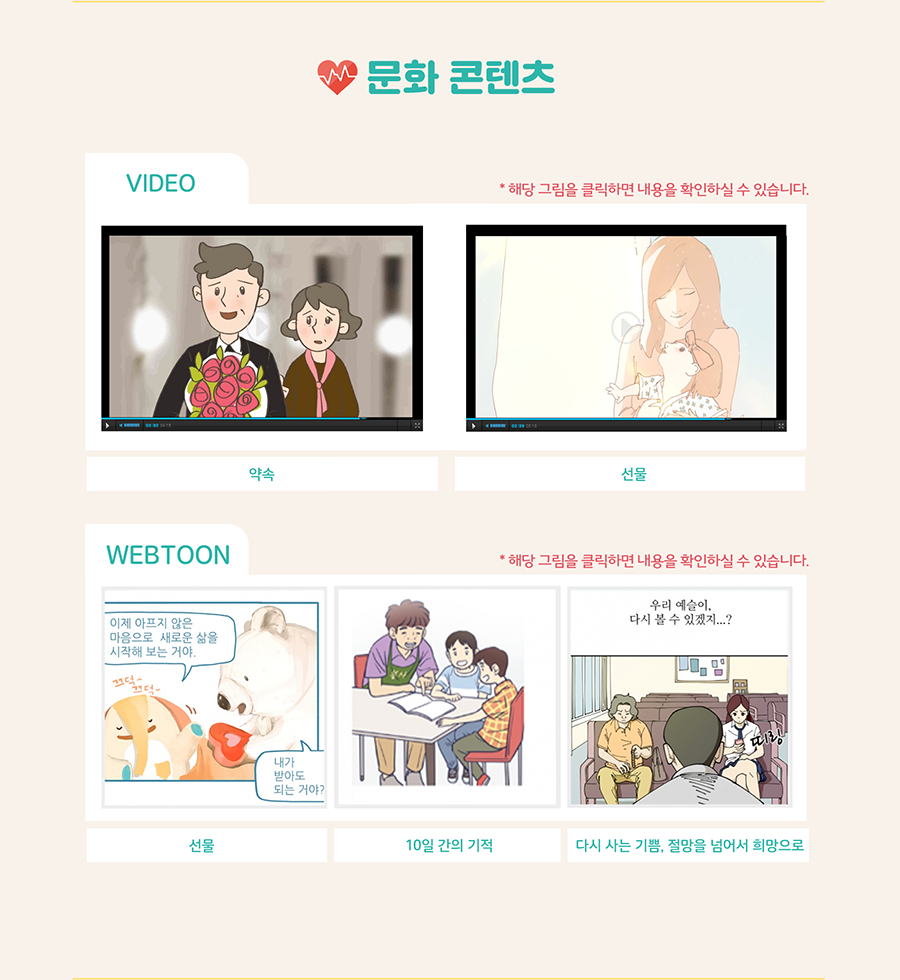 문화 콘텐츠
VIDEO
* 해당 그림을 클릭하면 내용을 확인하실 수 있습니다.
약속
선물
WEBTOON
* 해당 그림을 클릭하면 내용을 확인하실 수 있습니다.
이제 아프지 않은
마음으로 새로운 삶을
시작해 보는 거야.
끄덕~
끄덕~
내가
받아도
되는 거야?
우리 예슬이,
다시 볼 수 있겠지...?
띠링
선물
10일 간의 기적
다시 사는 기쁨, 절망을 넘어서 희망으로